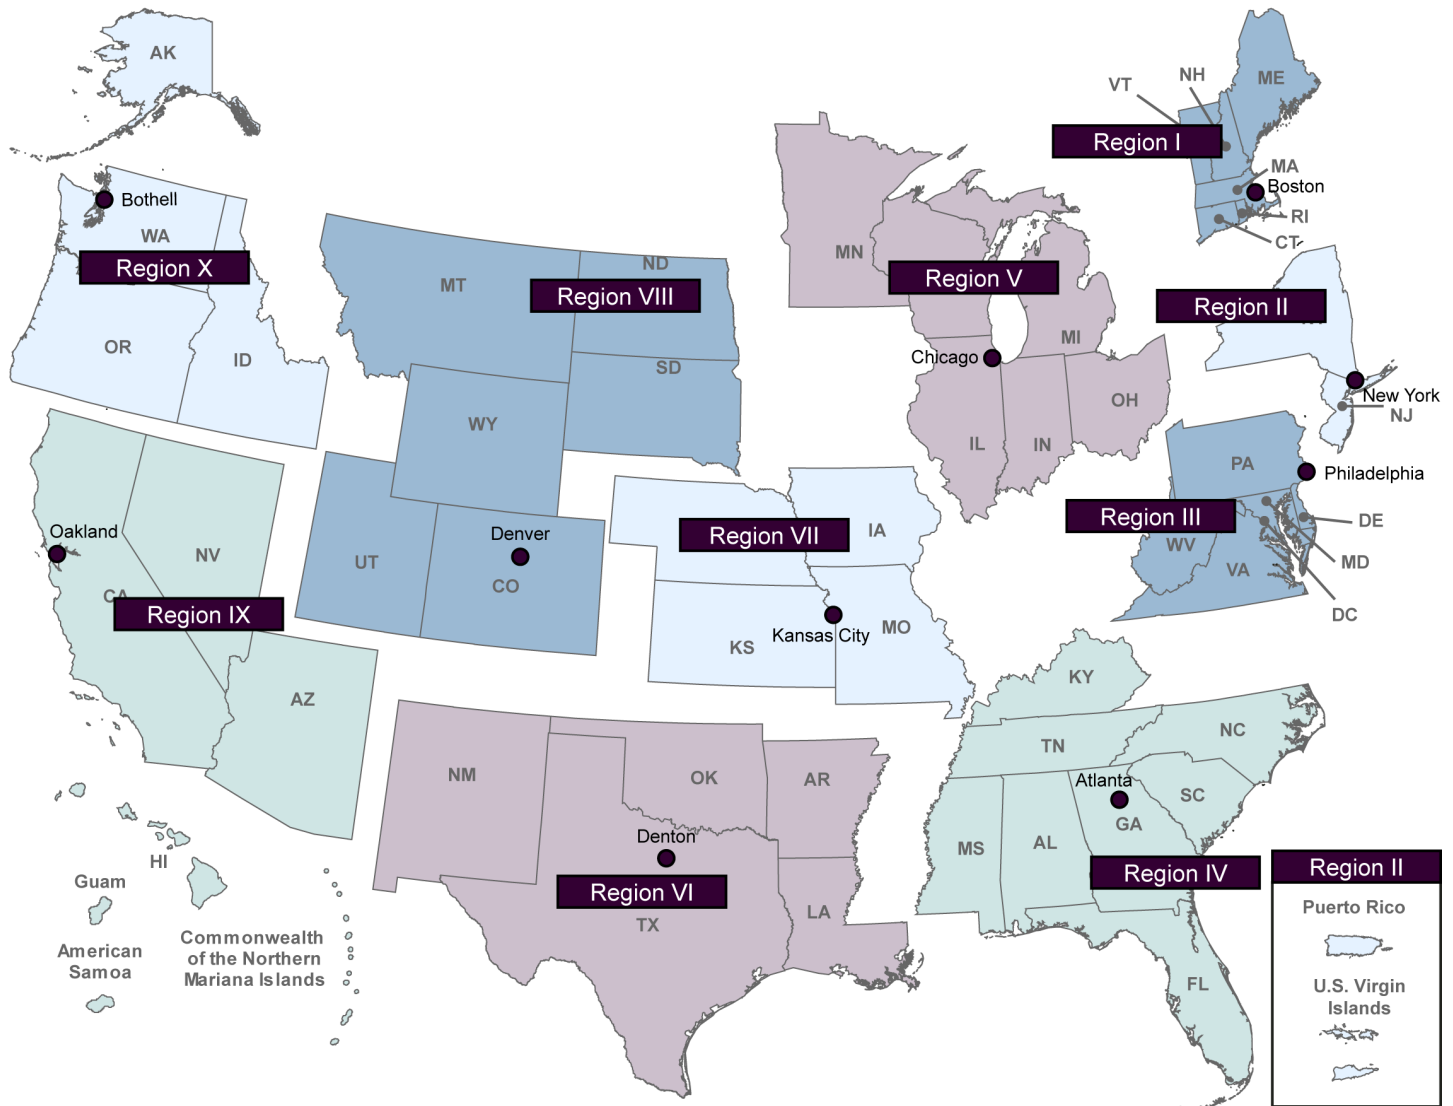 AK
VT
NH
ME
Region I
MA
Boston
RI
CT
Bothell
WA
Region X
OR
ID
MT
ND
Region VIII
SD
WY
UT
Denver
CO
MN
Region V
MI
Chicago
IL
IN
OH
Region II
New York
NJ
PA
Philadelphia
Region III
DE
WV
MD
VA
DC
Oakland
NV
CA
Region IX
AZ
Region VII
IA
Kansas City
KS
MO
KY
TN
NC
Atlanta
SC
GA
MS
AL
Region IV
FL
NM
OK
AR
Denton
Region VI
TX
LA
HI
Guam
American
Samoa
Commonwealth
of the Northern
Mariana Islands
Region II
Puerto Rico
U.S. Virgin
Islands